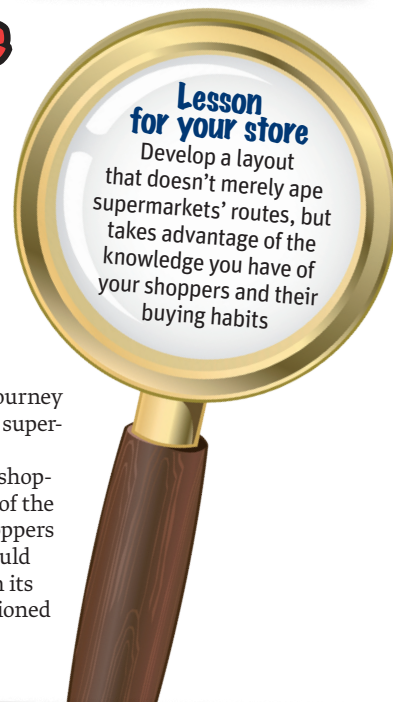 Lesson
for your store
Develop a layout
that doesn't merely ape
supermarkets' routes, but
takes advantage of the
knowledge you have of
your shoppers and their
buying habits
ourney
super-
shop-
of the
ppers
uld
its
ioned